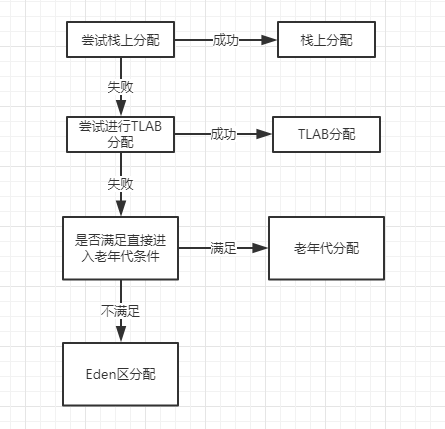 尝试栈上分配
成功
栈上分配
失败
尝试进行TLAB
分配
成功
TLAB分配
失败
是否满足直接进
入老年代条件
满足
老年代分配
不满足
Eden区分配